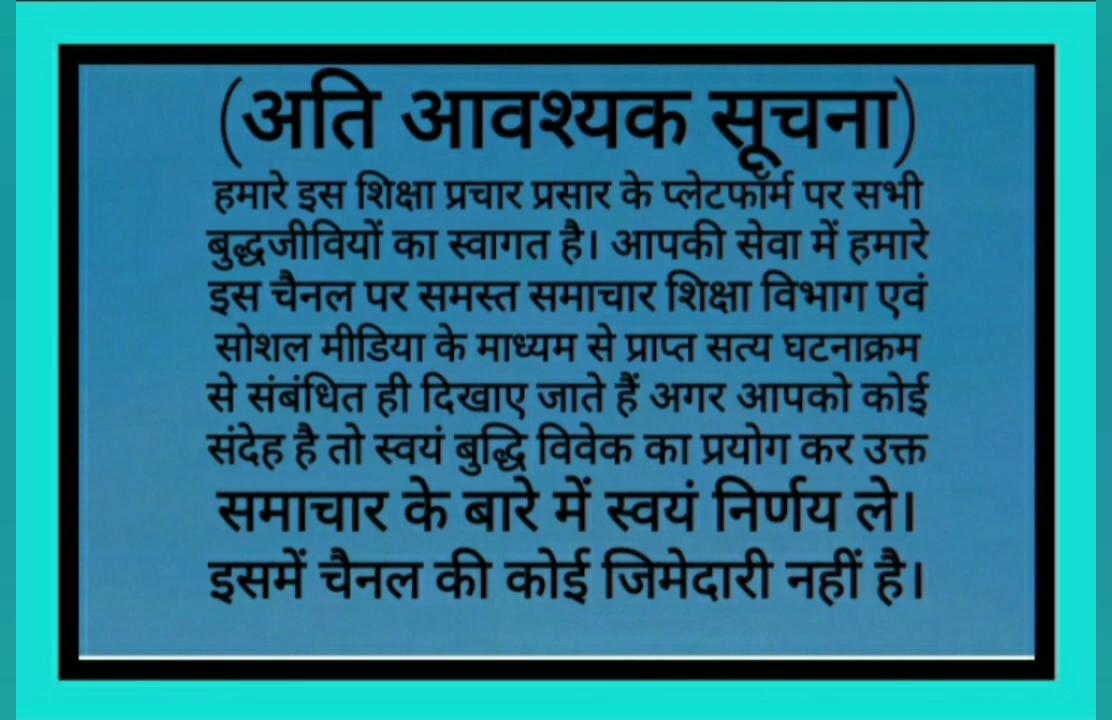 (अति आवश्यक सूचना)
हमारे इस शिक्षा प्रचार प्रसार के प्लेटफॉर्म पर सभी
बुद्धजीवियों का स्वागत है। आपकी सेवा में हमारे
इस चैनल पर समस्त समाचार शिक्षा विभाग एवं
सोशल मीडिया के माध्यम से प्राप्त सत्य घटनाक्रम
से संबंधित ही दिखाए जाते हैं अगर आपको कोई
संदेह है तो स्वयं बुद्धि विवेक का प्रयोग कर उक्त
समाचार के बारे में स्वयं निर्णय ले।
इसमें चैनल की कोई जिमेदारी नहीं है।